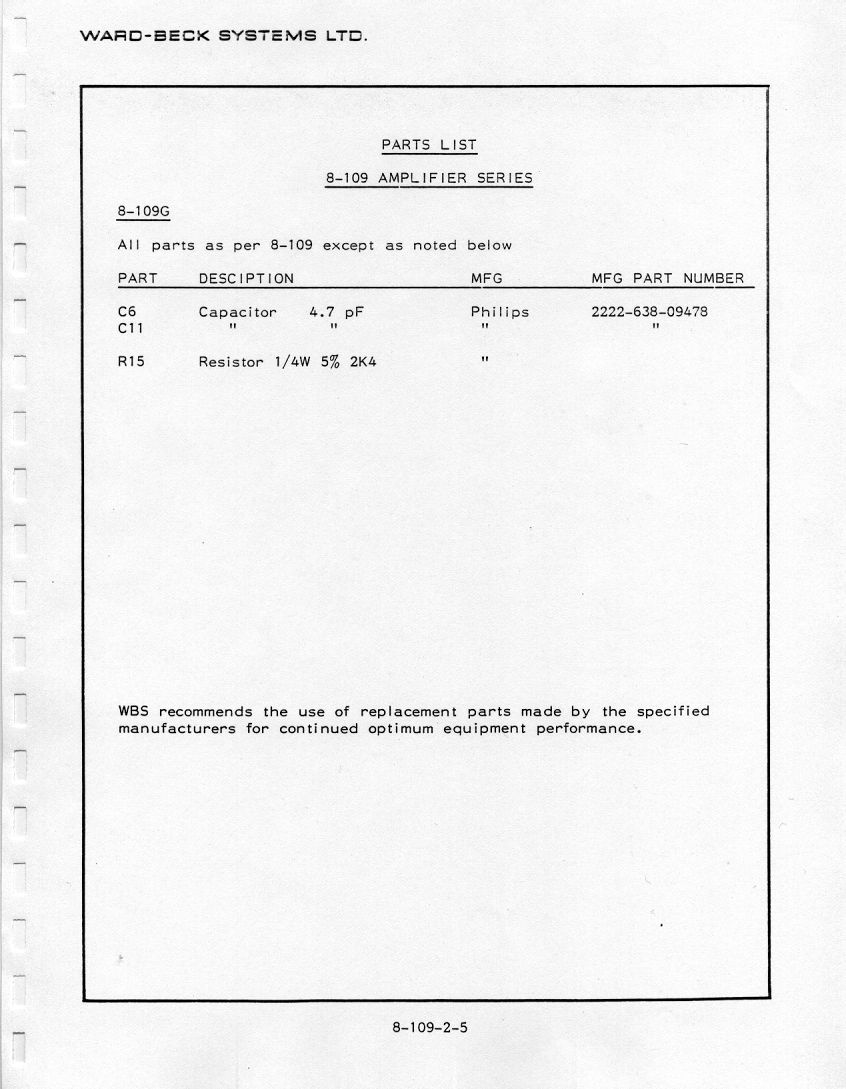 WARD-BECK SYSTEMS LTD.
PARTS LIST
8-109 AMPLIFIER SERIES
8-109G
All parts as per 8-109 except as noted below
PART DESCIPTION MFG MFG PART NUMBER
C6 Capacitor 4.7 pF Philips 2222-638-09478
C11 " " " "
R15 Resistor 1/4W 5% 2K4 "
WBS recommends the use of replacement parts made by the specified
manufacturers for continued optimum equipment performance.
8-109-2-5